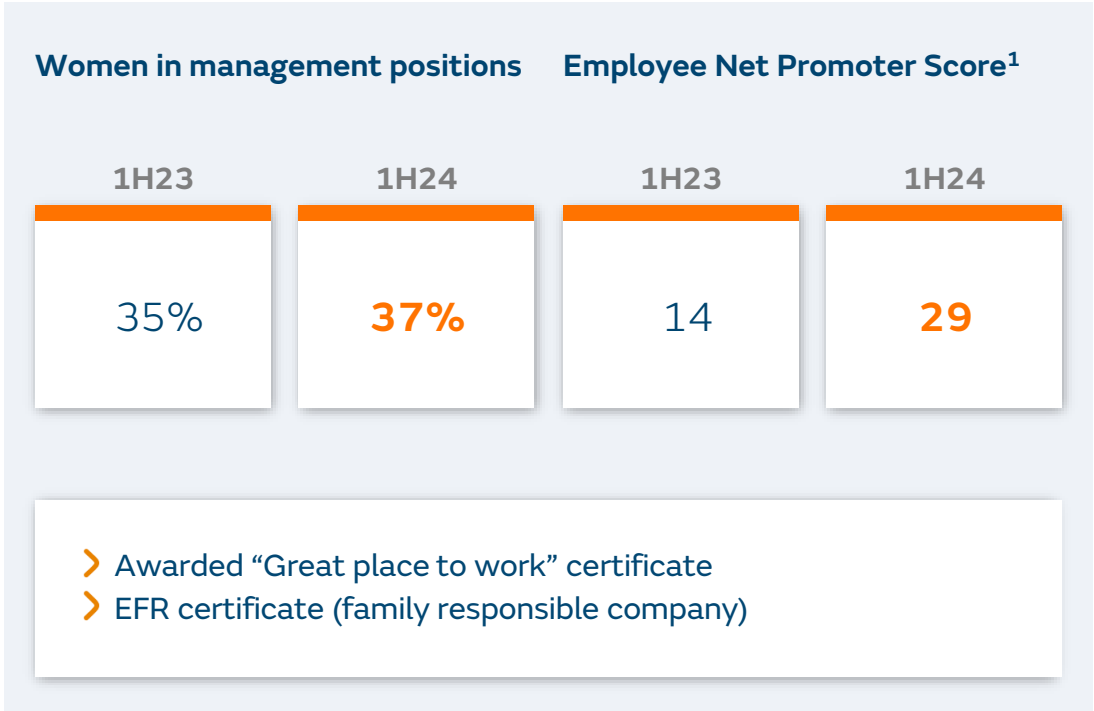 Women in management positions
Employee Net Promoter Score¹
1H23
1H24
1H23
1H24
35%
37%
14
29
Awarded “Great place to work” certificate
EFR certificate (family responsible company)